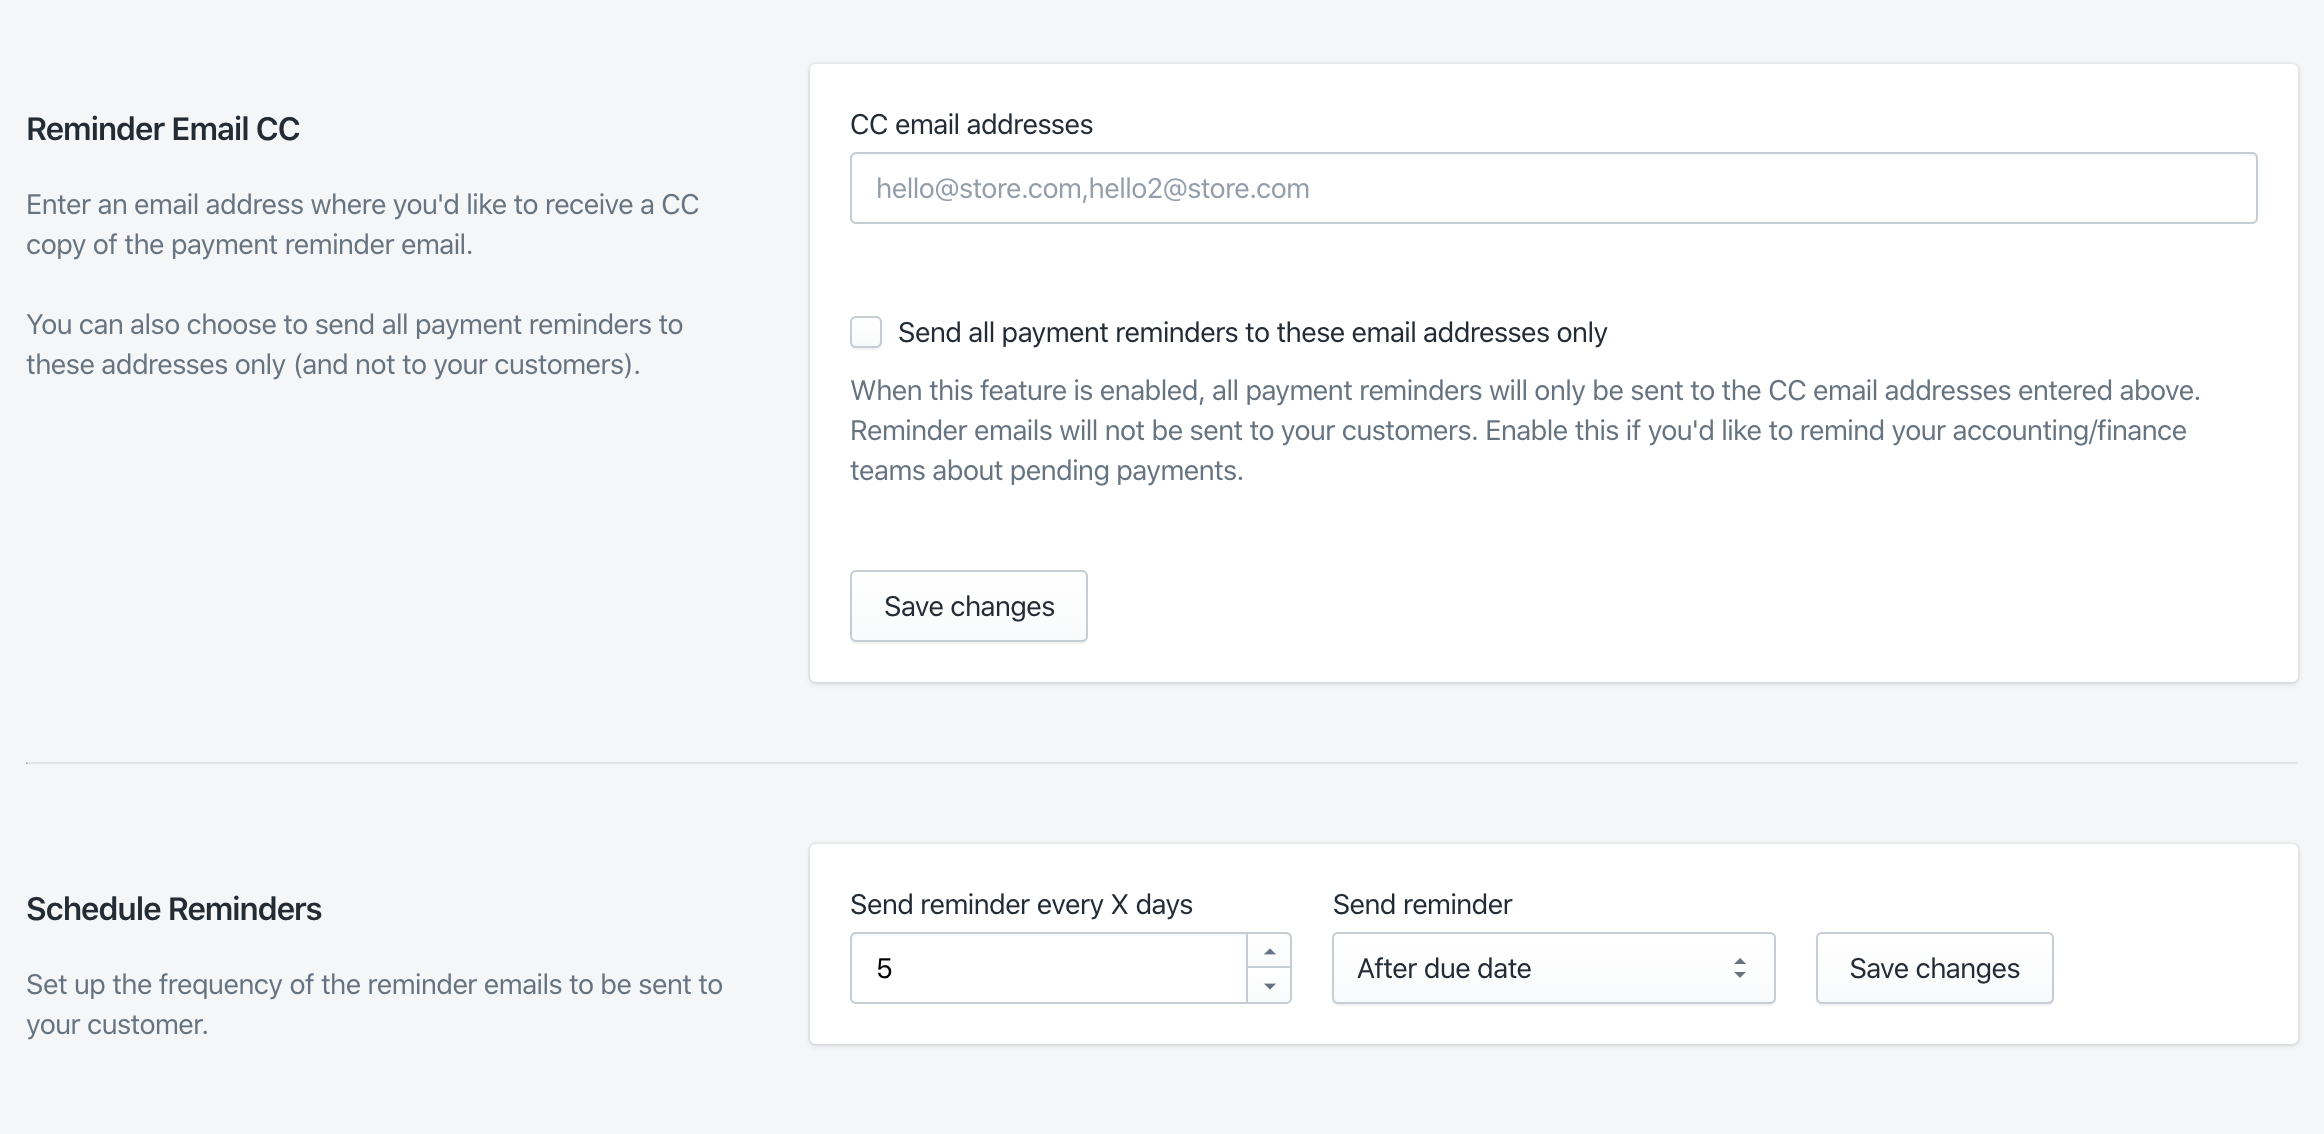 Reminder Email CC
Enter an email address where you'd like to receive a CC
copy of the payment reminder email.
You can also choose to send all payment reminders to
these addresses only (and not to your customers).
CC email addresses
hello@store.com,hello2@store.com
Send all payment reminders to these email addresses only
When this feature is enabled, all payment reminders will only be sent to the CC email addresses entered above.
Reminder emails will not be sent to your customers. Enable this if you'd like to remind your accounting/finance
teams about pending payments.
Save changes
Schedule Reminders
Set up the frequency of the reminder emails to be sent to
your customer.
Send reminder every X days
5
Send reminder
After due date
Save changes